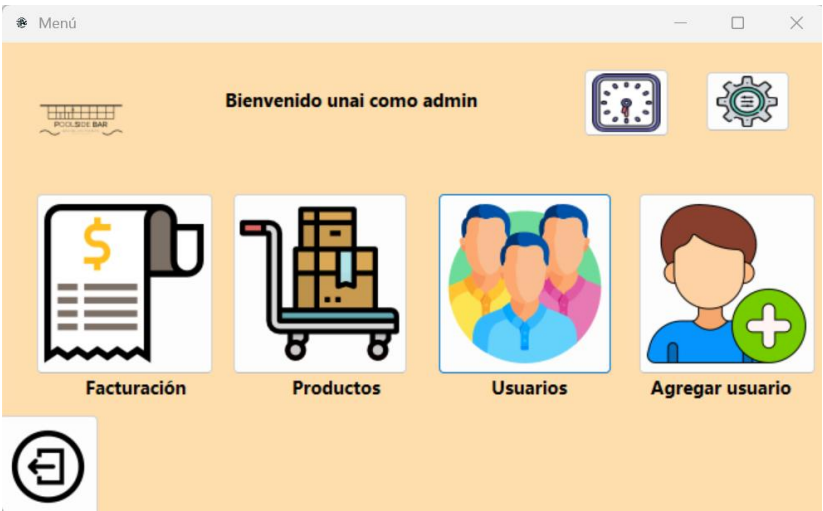 Menú
Bienvenido unai como admin
POOLSIDE BAR
$
Facturación
Productos
Usuarios
Agregar usuario